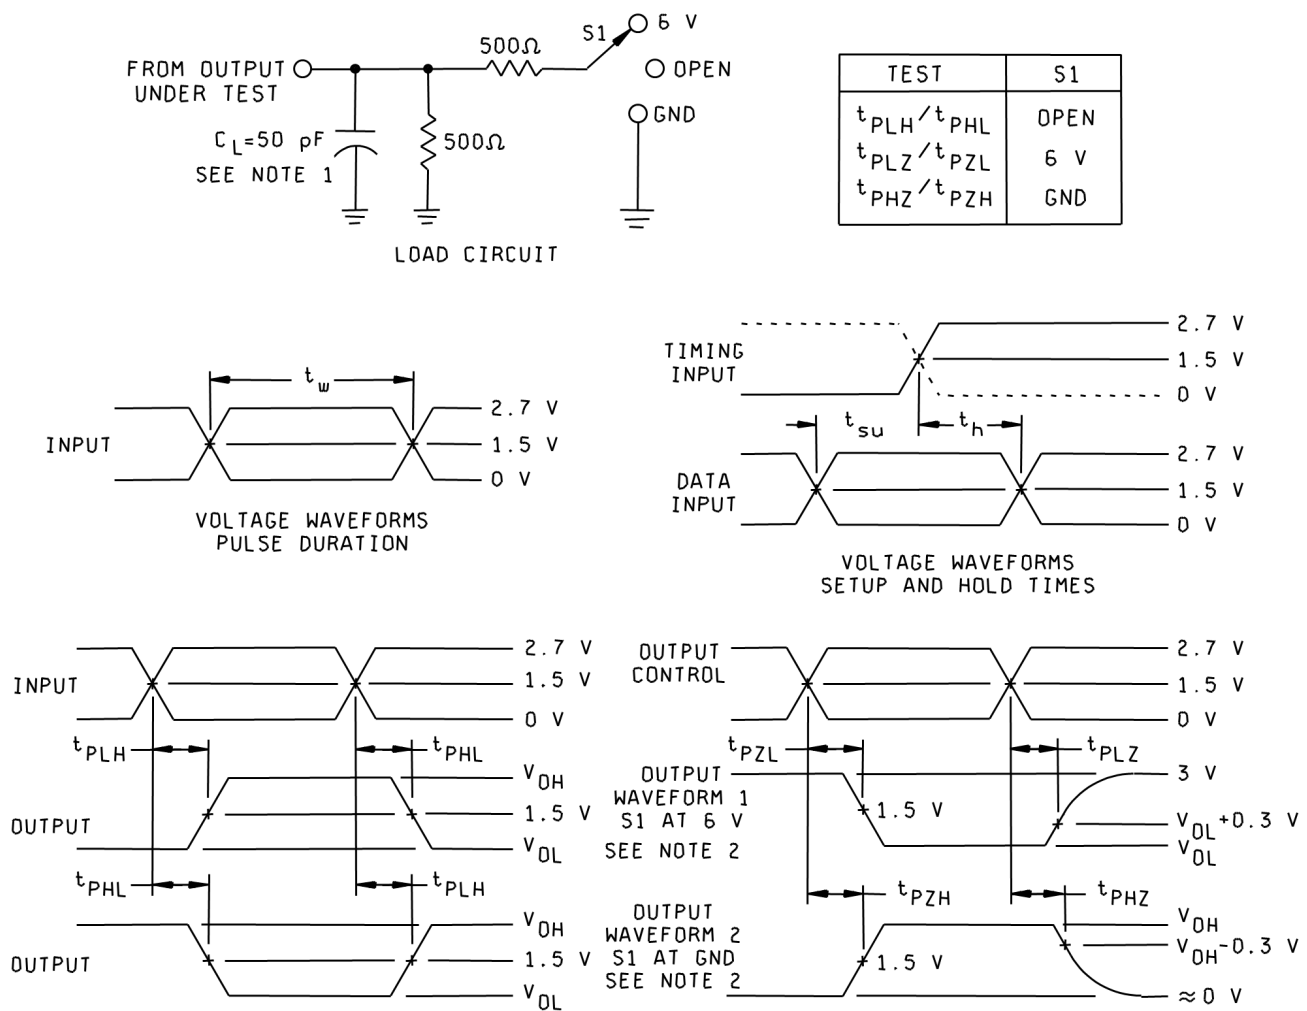 S1
6 V
500Ω
FROM OUTPUT
UNDER TEST
OPEN
GND
C_L=50 pF
SEE NOTE 1
500Ω
LOAD CIRCUIT
TEST S1
t_PLH/t_PHL OPEN
t_PLZ/t_PZL 6 V
t_PHZ/t_PZH GND
t_w
INPUT
2.7 V
1.5 V
0 V
VOLTAGE WAVEFORMS
PULSE DURATION
TIMING
INPUT
2.7 V
1.5 V
0 V
t_su
t_h
DATA
INPUT
2.7 V
1.5 V
0 V
VOLTAGE WAVEFORMS
SETUP AND HOLD TIMES
INPUT
2.7 V
1.5 V
0 V
t_PLH
t_PHL
OUTPUT
V_OH
1.5 V
V_OL
t_PHL
t_PLH
OUTPUT
V_OH
1.5 V
V_OL
OUTPUT
CONTROL
2.7 V
1.5 V
0 V
t_PZL
t_PLZ
OUTPUT
WAVEFORM 1
S1 AT 6 V
SEE NOTE 2
1.5 V
3 V
V_OL+0.3 V
V_OL
t_PZH
t_PHZ
OUTPUT
WAVEFORM 2
S1 AT GND
SEE NOTE 2
1.5 V
V_OH
V_OH-0.3 V
≈0 V